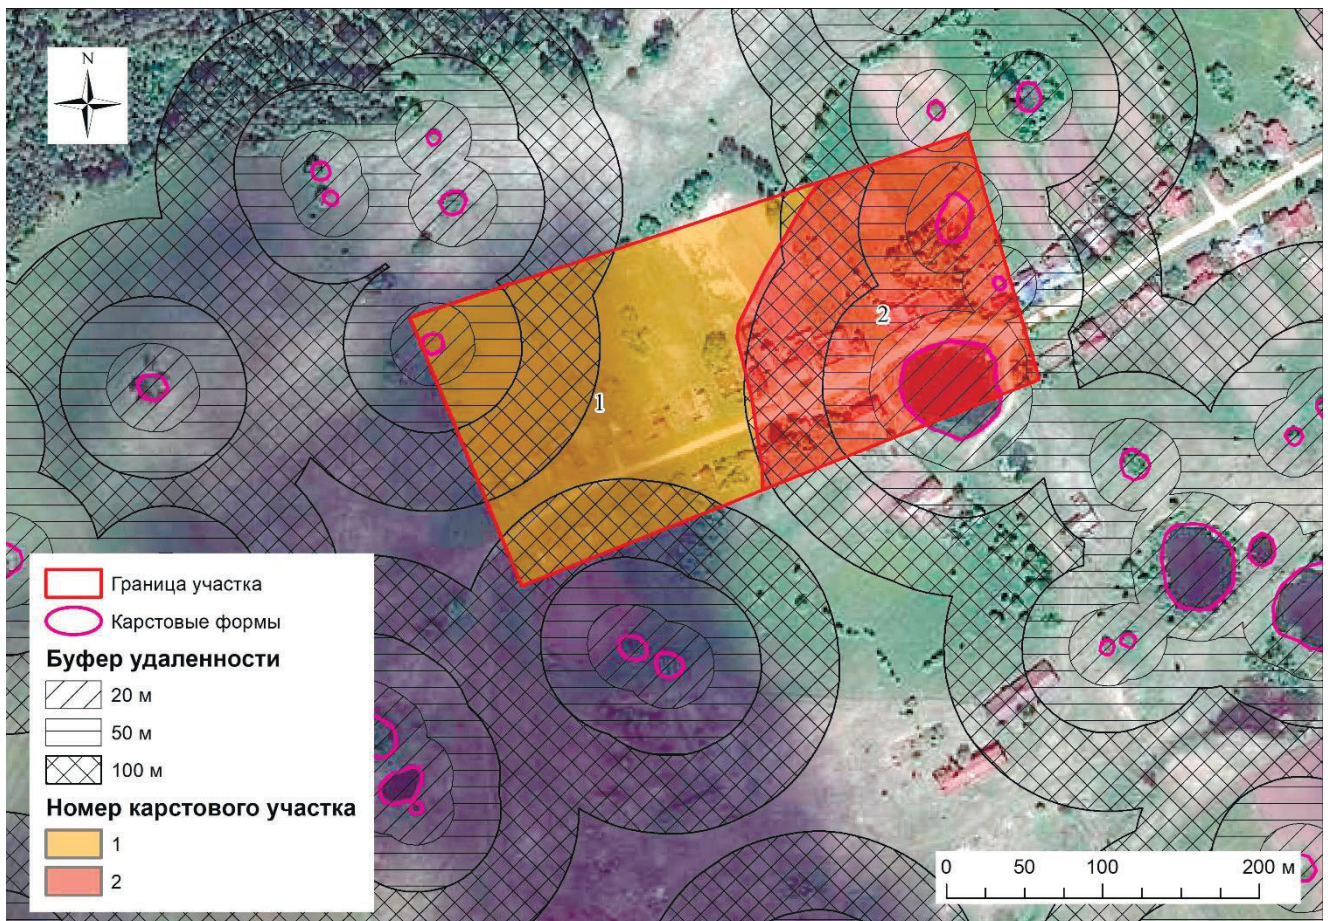 N
1
2
Граница участка
Карстовые формы
Буфер удаленности
20 м
50 м
100 м
Номер карстового участка
1
2
0 50 100 200 м